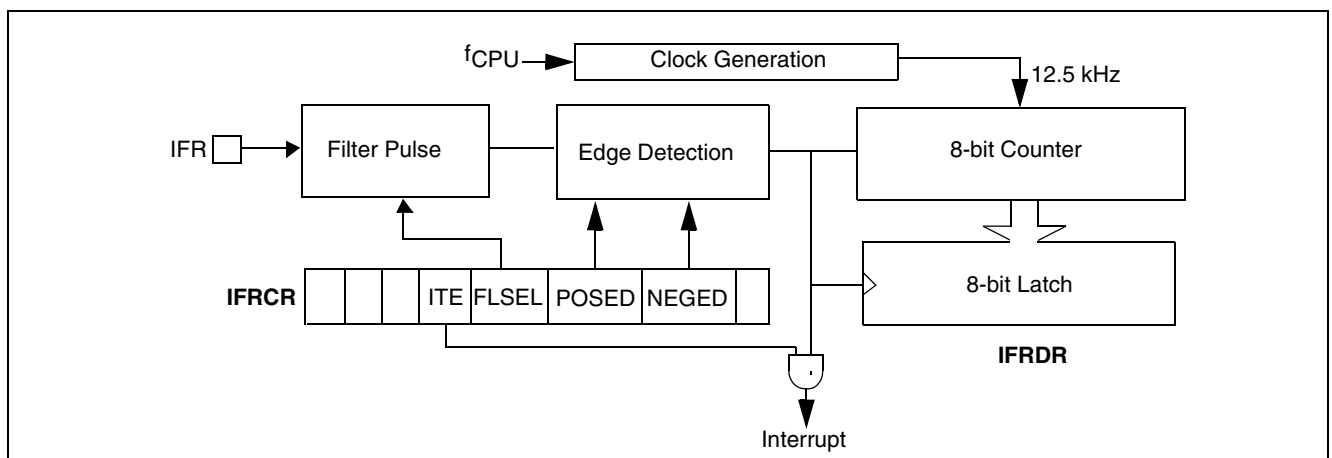 fCPU
Clock Generation
12.5 kHz
IFR
Filter Pulse
Edge Detection
8-bit Counter
IFRCR
ITE
FLSEL
POSED
NEGED
8-bit Latch
IFRDR
Interrupt